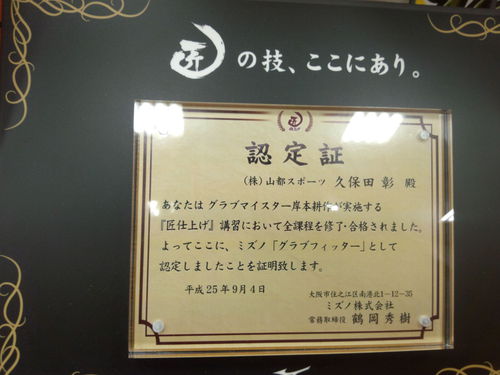 匠の技、ここにあり。
匠
認定証
（株）山都スポーツ 久保田 彰 殿
あなたは グラブマイスター岸本耕作が実施する
『匠仕上げ』講習において全課程を修了・合格されました。
よってここに、ミズノ「グラブフィッター」として
認定しましたことを証明致します。
平成25年9月4日
大阪市住之江区南港北1-12-35
ミズノ株式会社
常務取締役 鶴岡秀樹